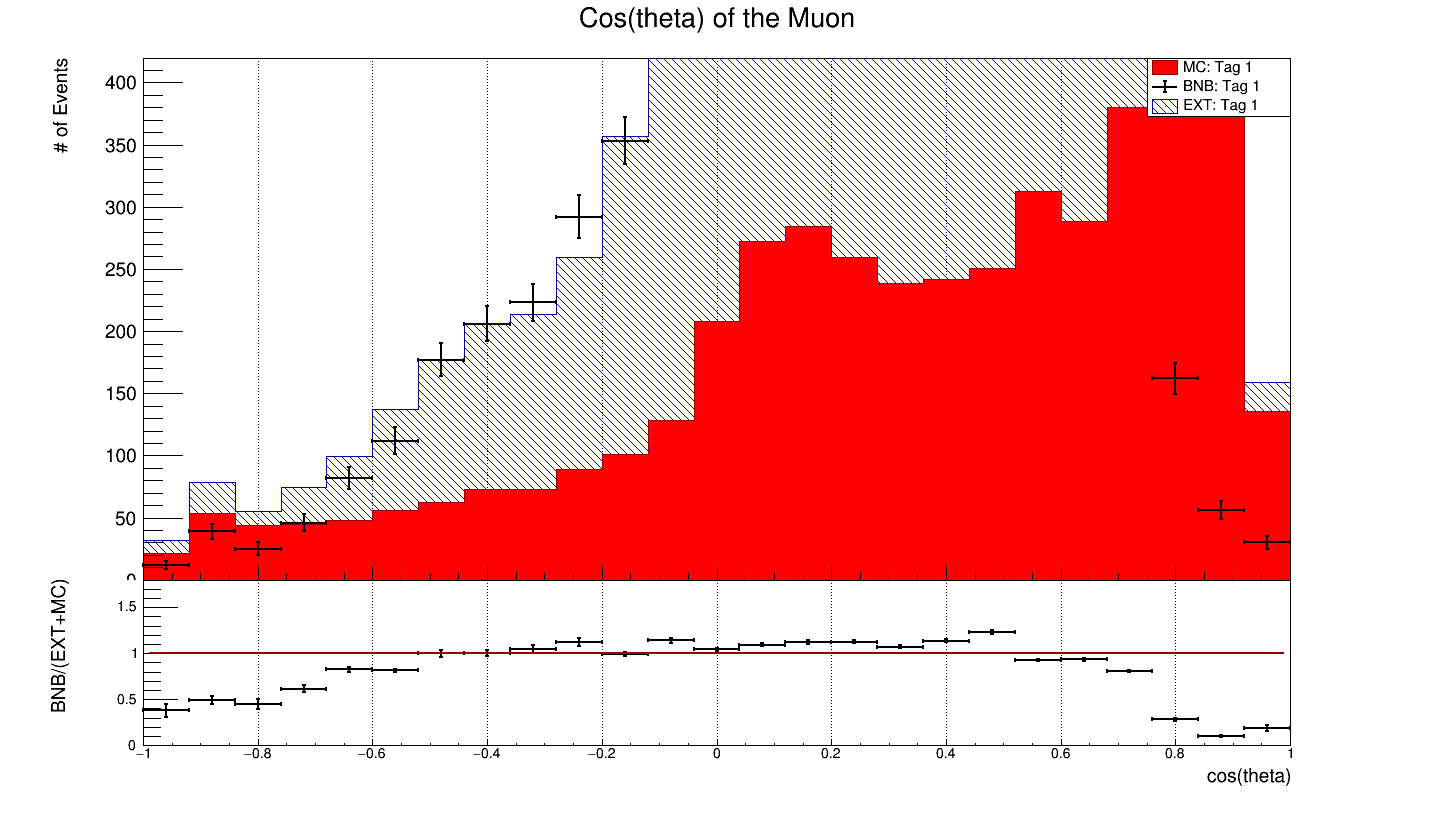 Cos(theta) of the Muon
# of Events
400
350
300
250
200
150
100
50
0
MC: Tag 1
BNB: Tag 1
EXT: Tag 1
BNB/(EXT+MC)
1.5
1
0.5
0
−1 −0.8 −0.6 −0.4 −0.2 0 0.2 0.4 0.6 0.8 1
cos(theta)